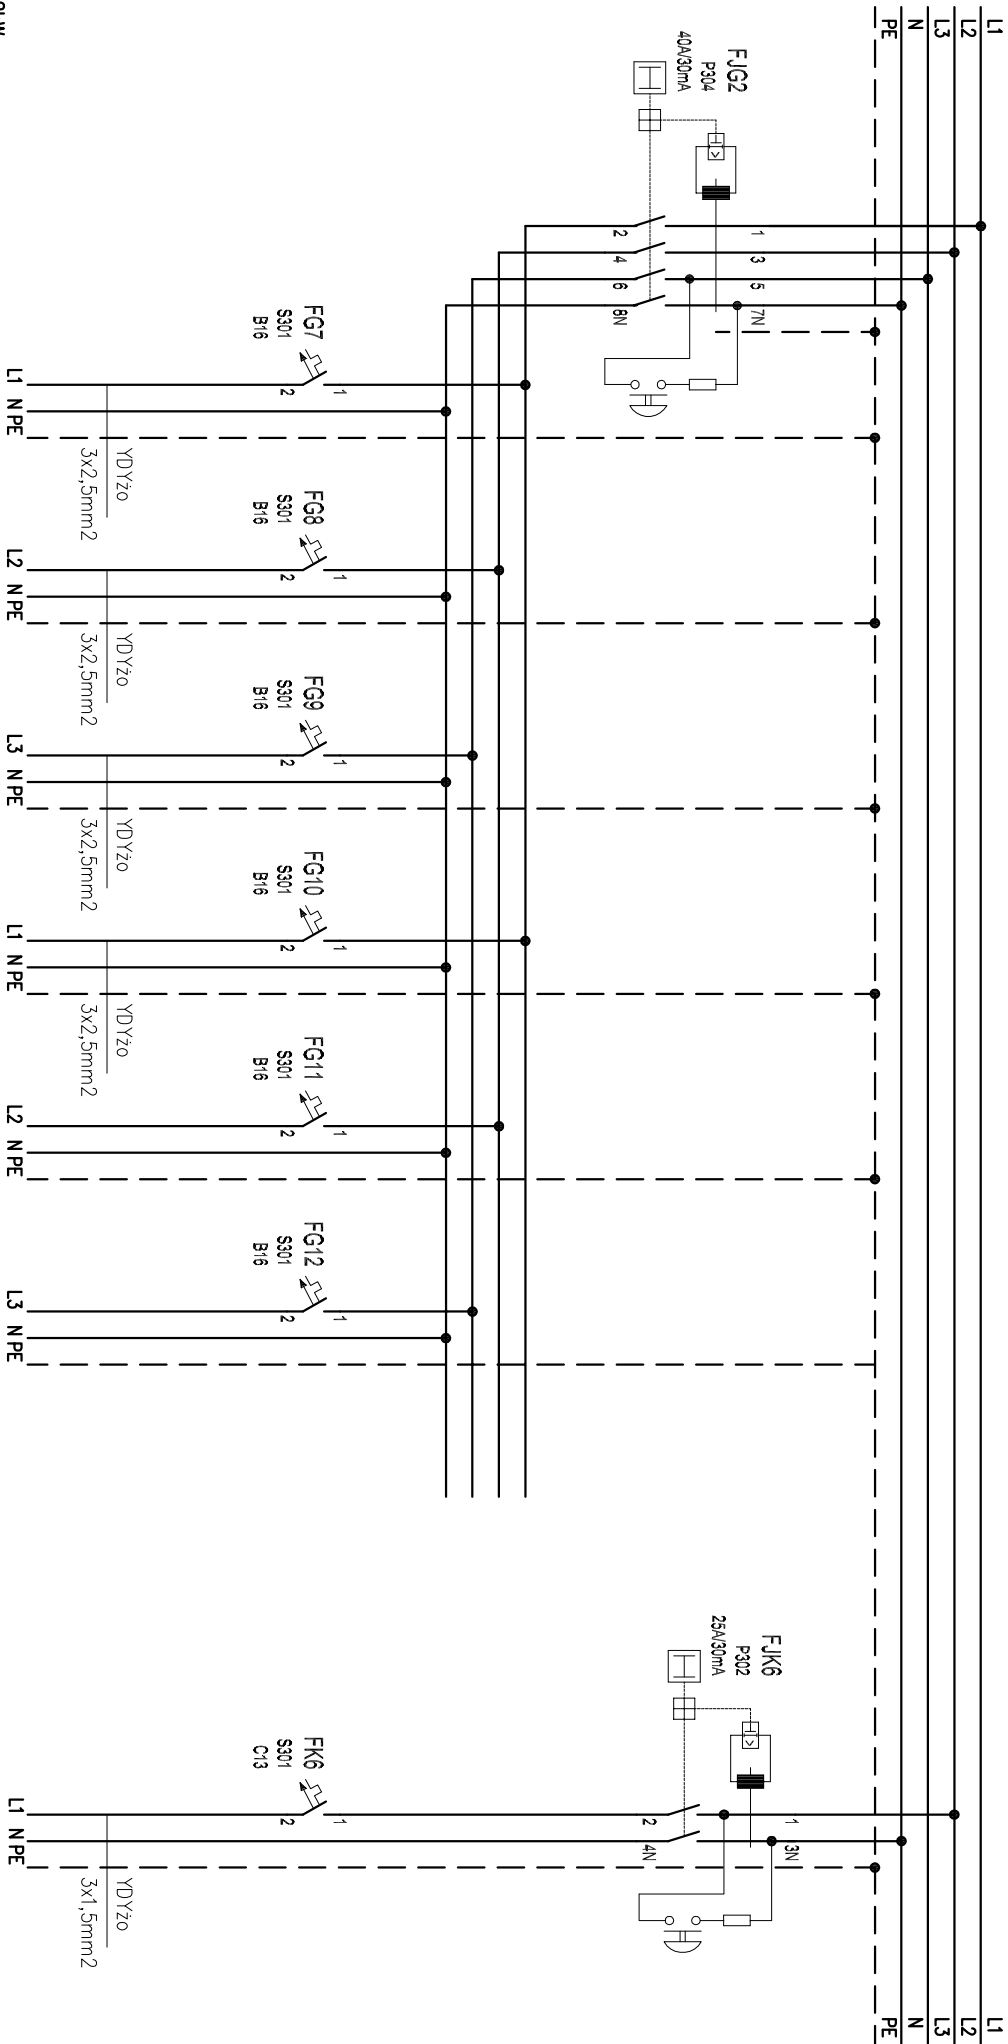 L1
L2
L3
N
PE
FJG2
P304
40A/30mA
1
3
5
7N
2
4
6
8N
FG7
S301
B16
1
2
L1 N PE
YDYżo
3x2,5mm2
FG8
S301
B16
1
2
L2 N PE
YDYżo
3x2,5mm2
FG9
S301
B16
1
2
L3 N PE
YDYżo
3x2,5mm2
FG10
S301
B16
1
2
L1 N PE
YDYżo
3x2,5mm2
FG11
S301
B16
1
2
L2 N PE
FG12
S301
B16
1
2
L3 N PE
FJK6
P302
25A/30mA
1
3N
2
4N
FK6
S301
C13
1
2
L1 N PE
YDYżo
3x1,5mm2
L1
L2
L3
N
PE